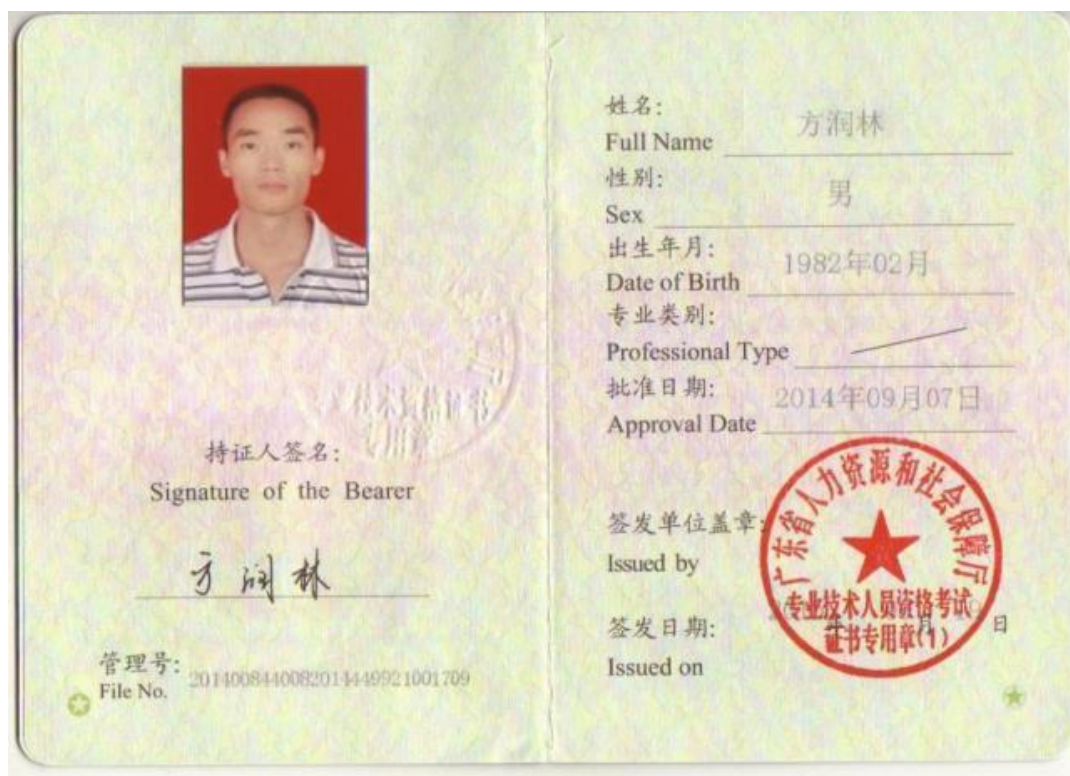 持证人签名:
Signature of the Bearer
方润林
管理号:
File No. 2014008440082014449921001709
姓名:
Full Name 方润林
性别:
Sex 男
出生年月:
Date of Birth 1982年02月
专业类别:
Professional Type
批准日期:
Approval Date 2014年09月07日
签发单位盖章:
Issued by
签发日期: 年 月 日
Issued on
广东省人力资源和社会保障厅
专业技术人员资格考试
证书专用章(1)